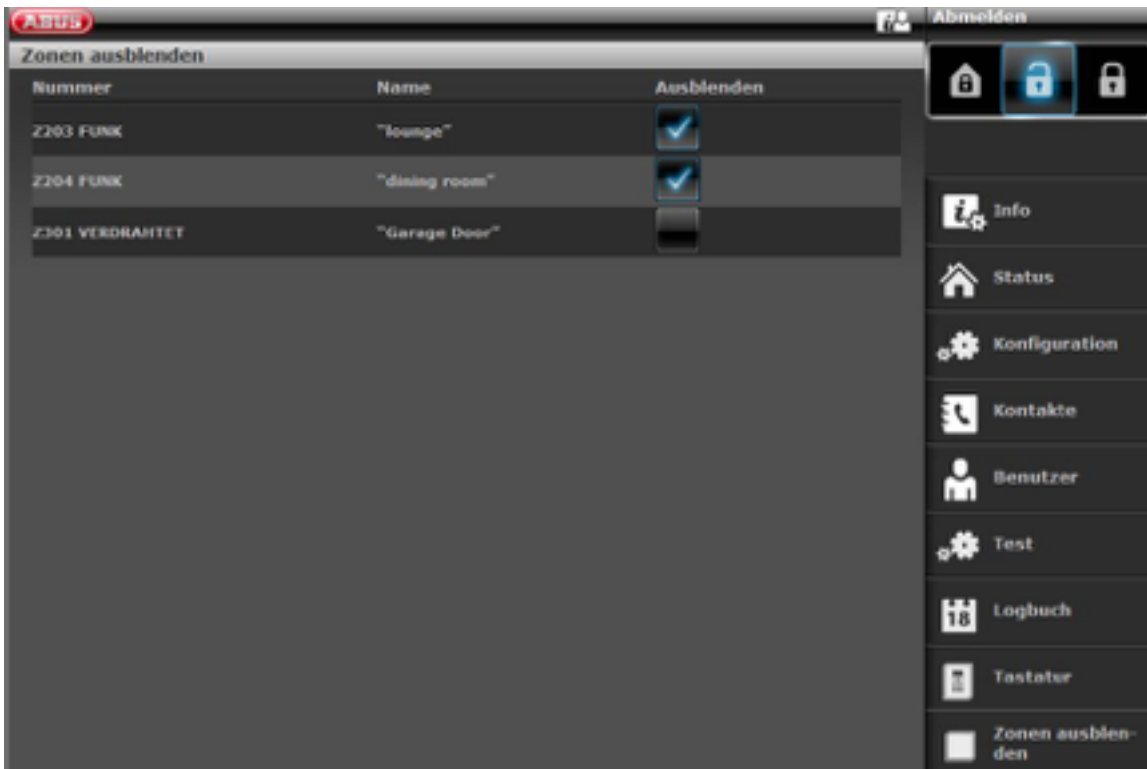 ABUS
Abmelden
Zonen ausblenden
Nummer Name Ausblenden
Z203 FUNK "lounge"
Z204 FUNK "dining room"
Z301 VERDRAHTET "Garage Door"
Info
Status
Konfiguration
Kontakte
Benutzer
Test
18
Logbuch
Tastatur
Zonen ausblen-
den